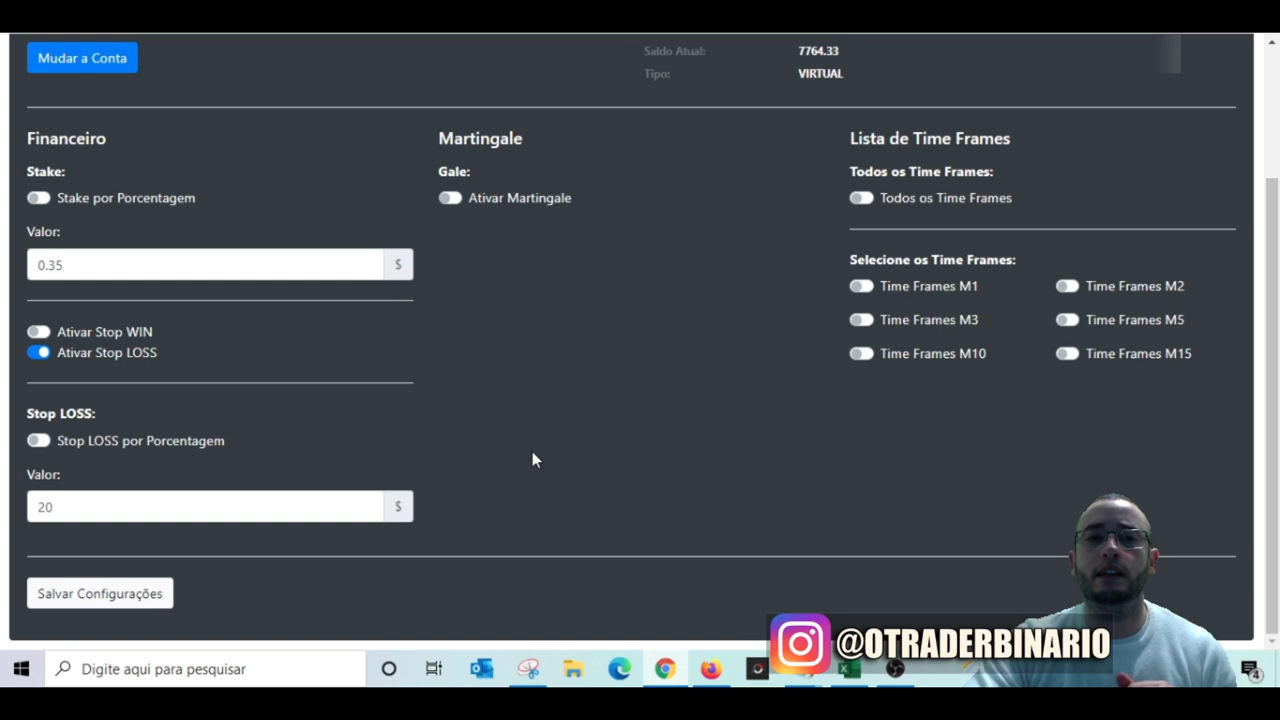 Mudar a Conta
Saldo Atual: 7764.33
Tipo: VIRTUAL
Financeiro
Stake:
Stake por Porcentagem
Valor:
0.35 $
Ativar Stop WIN
Ativar Stop LOSS
Stop LOSS:
Stop LOSS por Porcentagem
Valor:
20 $
Salvar Configurações
Martingale
Gale:
Ativar Martingale
Lista de Time Frames
Todos os Time Frames:
Todos os Time Frames
Selecione os Time Frames:
Time Frames M1 Time Frames M2
Time Frames M3 Time Frames M5
Time Frames M10 Time Frames M15
@OTRADERBINARIO
Digite aqui para pesquisar
4